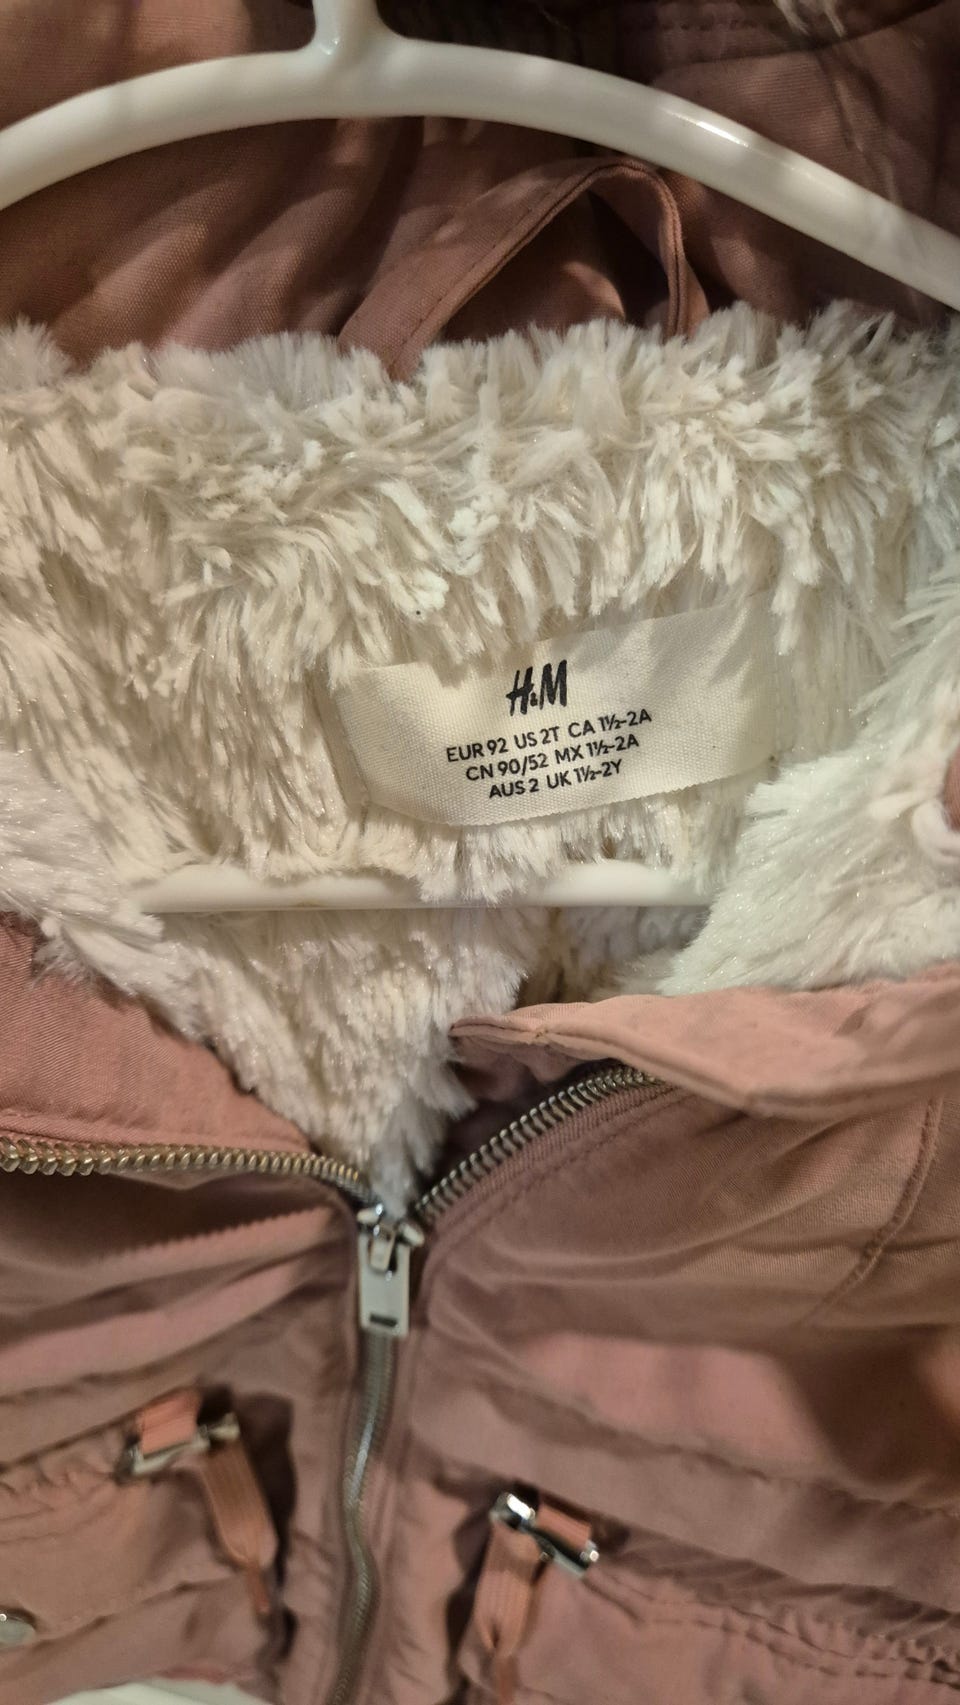 H&M
EUR 92 US 2T CA 1½-2A
CN 90/52 MX 1½-2A
AUS 2 UK 1½-2Y